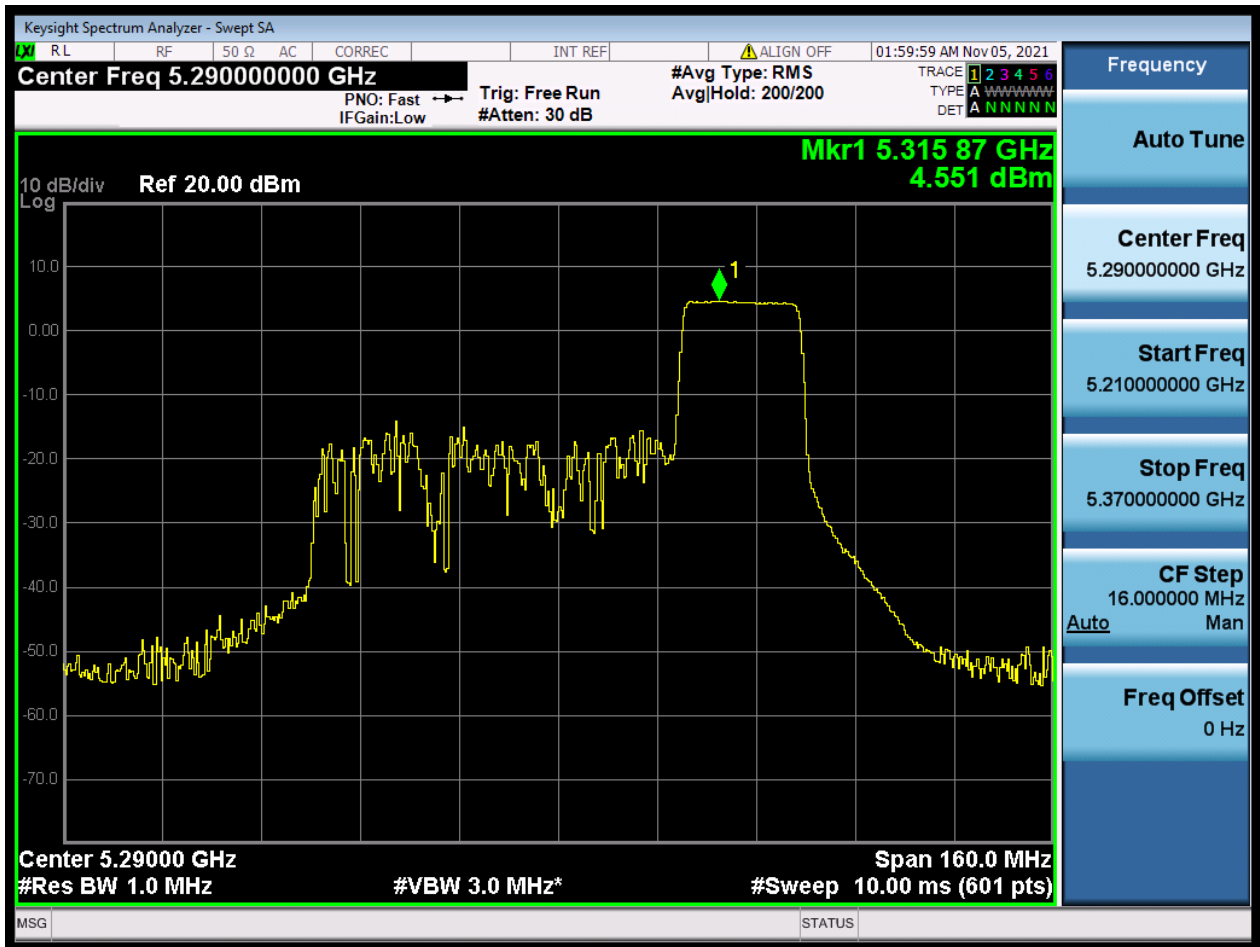 Keysight Spectrum Analyzer - Swept SA
LXI RL RF 50 Ω AC CORREC INT REF ALIGN OFF 01:59:59 AM Nov 05, 2021
Center Freq 5.290000000 GHz
PNO: Fast
IFGain:Low
Trig: Free Run
#Atten: 30 dB
#Avg Type: RMS
Avg|Hold: 200/200
TRACE 1 2 3 4 5 6
TYPE A WWWWW
DET A N N N N N
Mkr1 5.315 87 GHz
4.551 dBm
10 dB/div Ref 20.00 dBm
Log
10.0
0.00
-10.0
-20.0
-30.0
-40.0
-50.0
-60.0
-70.0
1
Center 5.29000 GHz Span 160.0 MHz
#Res BW 1.0 MHz #VBW 3.0 MHz* #Sweep 10.00 ms (601 pts)
MSG STATUS
Frequency
Auto Tune
Center Freq
5.290000000 GHz
Start Freq
5.210000000 GHz
Stop Freq
5.370000000 GHz
CF Step
16.000000 MHz
Auto Man
Freq Offset
0 Hz